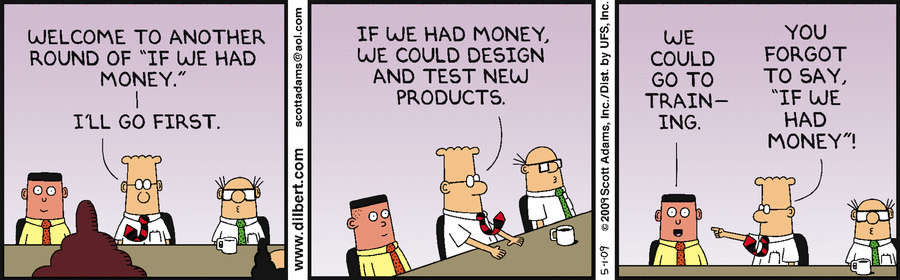 WELCOME TO ANOTHER
ROUND OF "IF WE HAD
MONEY."
I'LL GO FIRST.
www.dilbert.com scottadams@aol.com
IF WE HAD MONEY,
WE COULD DESIGN
AND TEST NEW
PRODUCTS.
5-1-09 © 2009 Scott Adams, Inc./Dist. by UFS, Inc.
WE
COULD
GO TO
TRAIN-
ING.
YOU
FORGOT
TO SAY,
"IF WE
HAD
MONEY"!